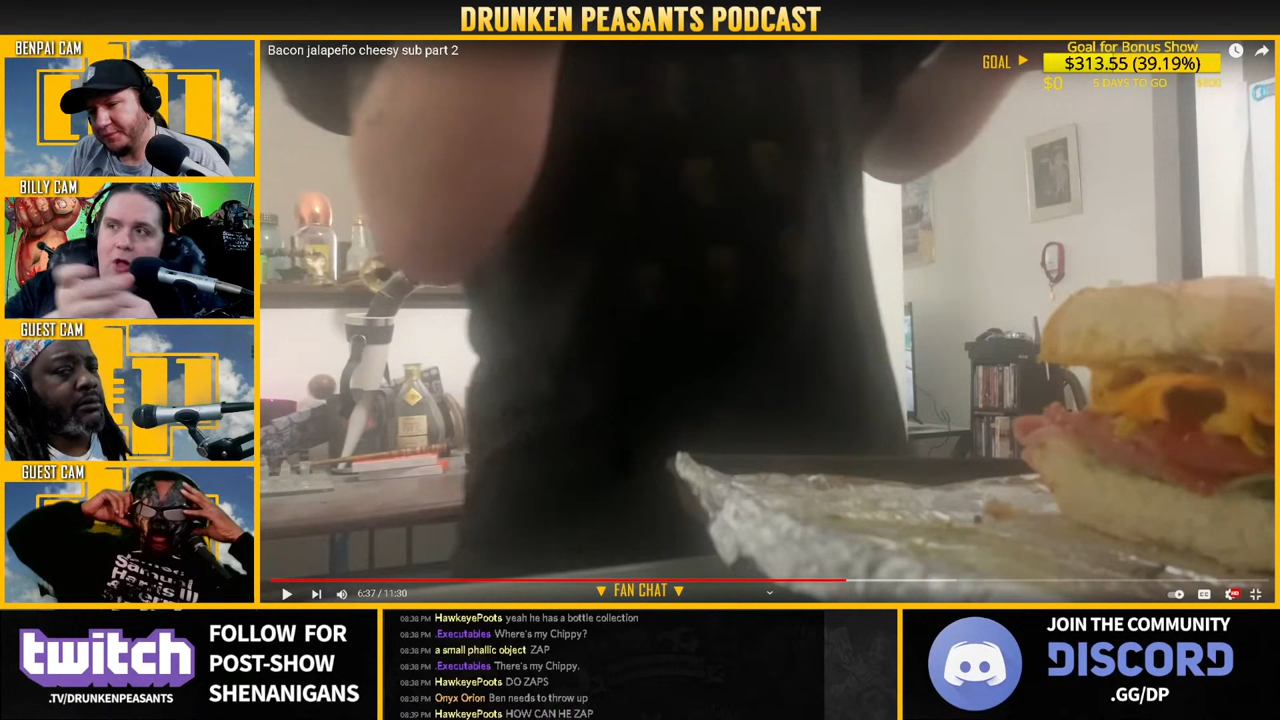 DRUNKEN PEASANTS PODCAST
BENPAI CAM
BILLY CAM
GUEST CAM
GUEST CAM
Bacon jalapeño cheesy sub part 2
GOAL
Goal for Bonus Show
$313.55 (39.19%)
$0 5 DAYS TO GO
6:37 / 11:30
FAN CHAT
CC
HD
twitch
.TV/DRUNKENPEASANTS
FOLLOW FOR
POST-SHOW
SHENANIGANS
08:38 PM HawkeyePoots yeah he has a bottle collection
08:38 PM .Executables Where's my Chippy?
08:38 PM a small phallic object ZAP
08:38 PM .Executables There's my Chippy.
08:38 PM HawkeyePoots DO ZAPS
08:38 PM Onyx Orion Ben needs to throw up
08:39 PM HawkeyePoots HOW CAN HE ZAP
JOIN THE COMMUNITY
DISCORD
.GG/DP